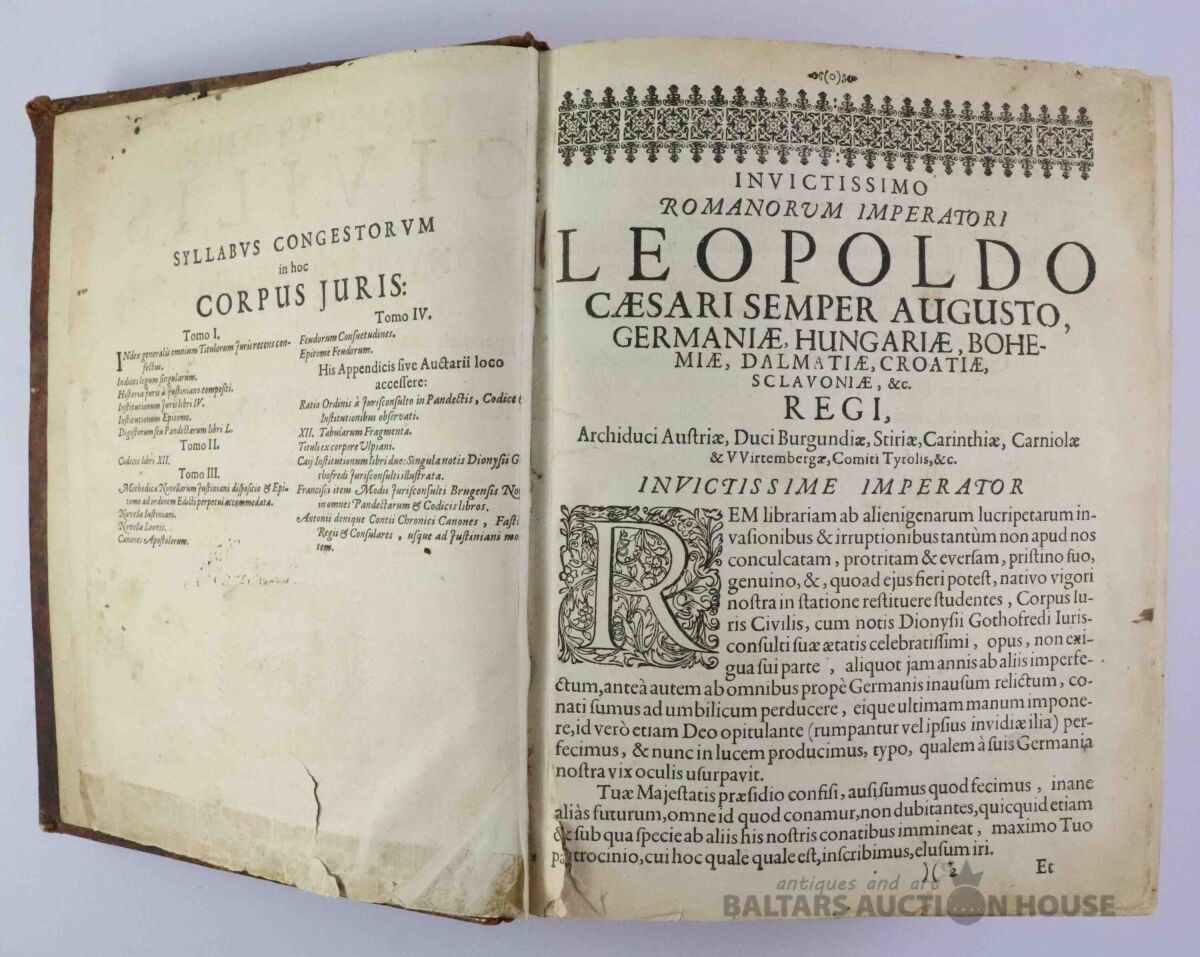 SYLLABVS CONGESTORVM
in hoc
CORPUS JURIS:
Tomo I.
INdex generalis omnium Titulorum Juris recens con-
fectus.
Indices legum singularum.
Historia Juris à Justiniano compositi.
Institutionum Juris libri IV.
Institutionum Epitome.
Digestorum seu Pandectarum libri L.
Tomo II.
Codicis libri XII.
Tomo III.
Methodica Novellarum Justiniani dispositio & Epi-
tome ad ordinem Edicti perpetui accommodata.
Novellæ Iustiniani.
Novellæ Leonis.
Canones Apostolorum.
Tomo IV.
Feudorum Consuetudines.
Epitome Feudorum.
His Appendicis sive Auctarii loco
accessere:
Ratio Ordinis à Jurisconsulto in Pandectis, Codice &
Institutionibus observati.
XII. Tabularum Fragmenta.
Tituli ex corpore Ulpiani.
Caij Institutionum libri duo: Singula notis Dionysii G
thofredi Jurisconsulti illustrata.
Francisci item Modii Jurisconsulti Brugensis No
in omnes Pandectarum & Codicis libros.
Antonii denique Contii Chronici Canones, Fasti
Regii & Consulares, usque ad Justiniani mo
tem.
(o)
INVICTISSIMO
ROMANORVM IMPERATORI
LEOPOLDO
CÆSARI SEMPER AUGUSTO,
GERMANIÆ, HUNGARIÆ, BOHE-
MIÆ, DALMATIÆ, CROATIÆ,
SCLAVONIÆ, &c.
REGI,
Archiduci Austriæ, Duci Burgundiæ, Stiriæ, Carinthiæ, Carniolæ
& VVirtembergæ, Comiti Tyrolis, &c.
INVICTISSIME IMPERATOR
REM librariam ab alienigenarum lucripetarum in-
vasionibus & irruptionibus tantùm non apud nos
conculcatam, protritam & eversam, pristino suo,
genuino, &, quoad ejus fieri potest, nativo vigori
nostra in statione restituere studentes, Corpus Iu-
ris Civilis, cum notis Dionysii Gothofredi Iuris-
consulti suæ ætatis celebratissimi, opus, non exi-
gua sui parte, aliquot jam annis ab aliis imperfe-
ctum, anteà autem ab omnibus propè Germanis inausum relictum, co-
nati sumus ad umbilicum perducere, eique ultimam manum impone-
re, id verò etiam Deo opitulante (rumpantur vel ipsius invidiæ ilia) per-
fecimus, & nunc in lucem producimus, typo, qualem à suis Germania
nostra vix oculis usurpavit.
Tuæ Majestatis præsidio confisi, ausi sumus quod fecimus, inane
aliàs futurum, omne id quod conamur, non dubitantes, quicquid etiam
& sub qua specie ab aliis his nostris conatibus immineat, maximo Tuo
Patrocinio, cui hoc quale quale est, inscribimus, elusum iri.
)( 2
Et
antiques and art
BALTARS AUCTION HOUSE